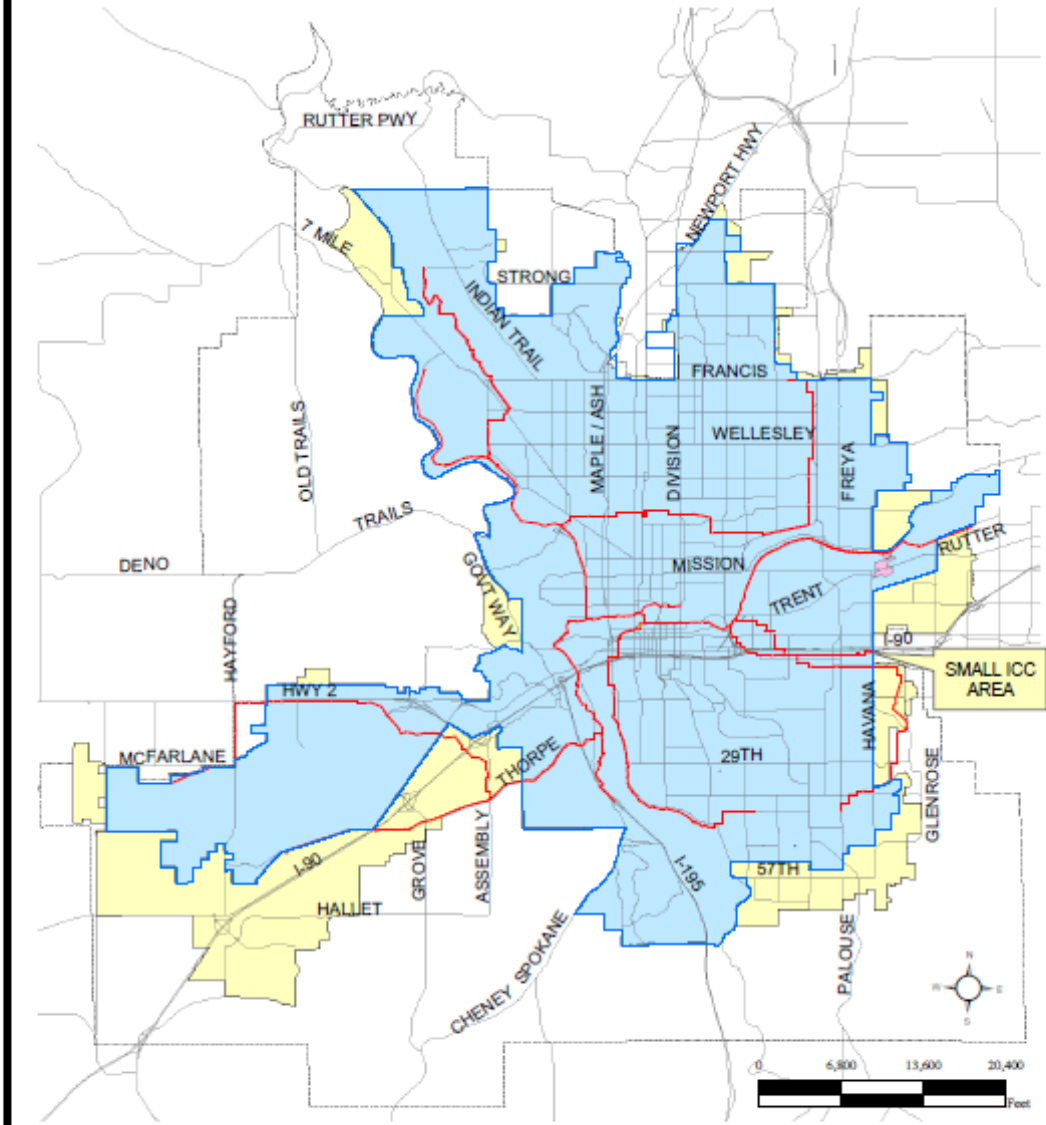 RUTTER PWY
NEWPORT HWY
7 MILE
STRONG
INDIAN TRAIL
FRANCIS
MAPLE / ASH
DIVISION
WELLESLEY
FREYA
OLD TRAILS
TRAILS
DENO
GOVT WAY
MISSION
RUTTER
TRENT
HAYFORD
I-90
SMALL ICC
AREA
HWY 2
HAVANA
MCFARLANE
THORPE
29TH
GLENROSE
I-90
GROVE
ASSEMBLY
I-195
57TH
HALLET
PALOUSE
CHENEY SPOKANE
N
W
E
S
0 6,800 13,600 20,400
Feet